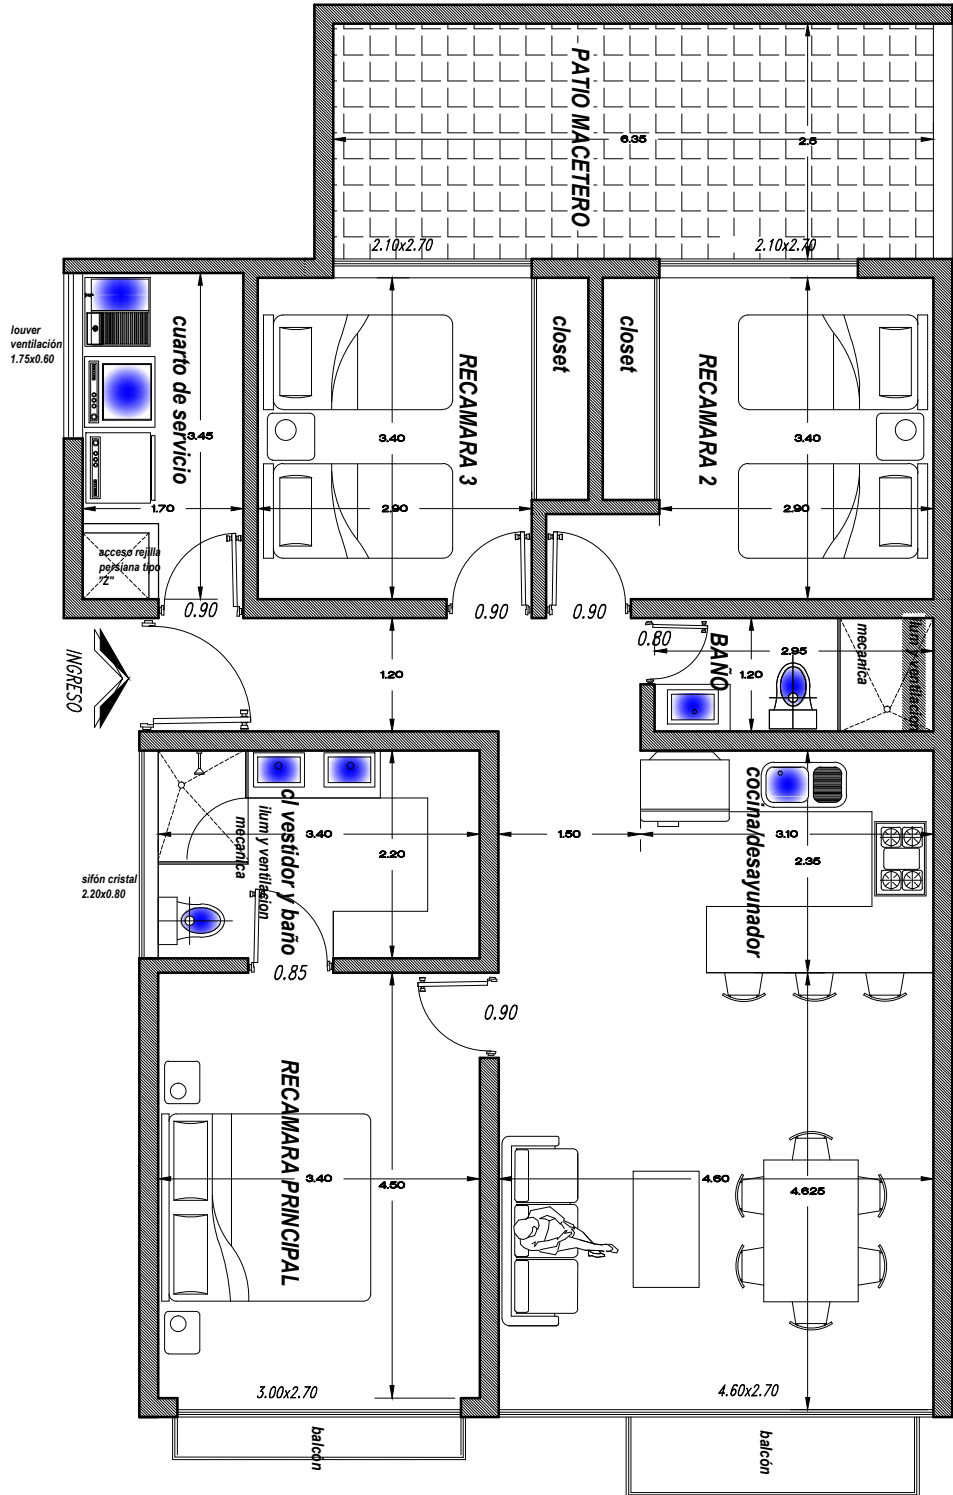 PATIO MACETERO
6.35
2.5
2.10x2.70
2.10x2.70
louver
ventilación
1.75x0.60
cuarto de servicio
3.45
1.70
acceso rejilla
persiana tipo
"Z"
RECAMARA 3
3.40
2.90
closet
closet
RECAMARA 2
3.40
2.90
0.90
0.90
0.90
INGRESO
1.20
0.80
BAÑO
2.95
1.20
mecanica
ilum y ventilacion
cl vestidor y baño
ilum y ventilacion
mecanica
3.40
2.20
sifón cristal
2.20x0.80
0.85
1.50
cocina/desayunador
3.10
2.35
0.90
RECAMARA PRINCIPAL
3.40
4.50
4.60
4.625
3.00x2.70
4.60x2.70
balcón
balcón